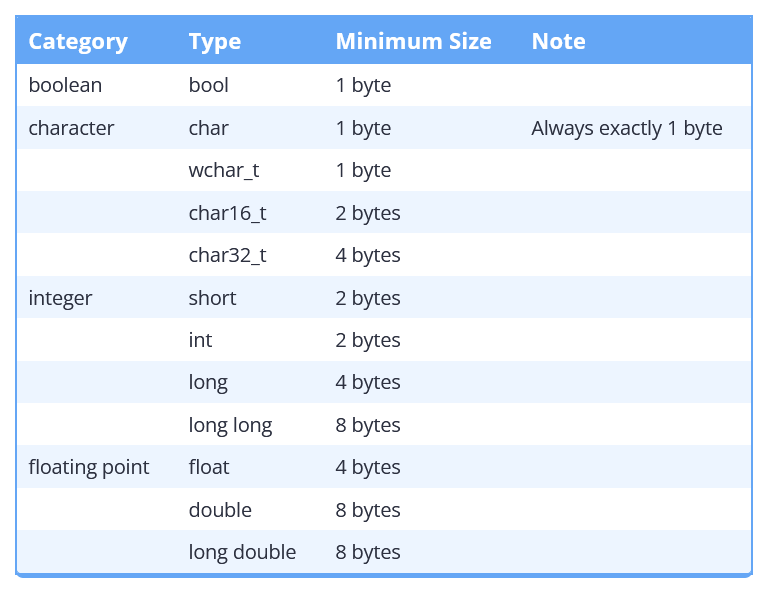 Category Type Minimum Size Note
boolean bool 1 byte
character char 1 byte Always exactly 1 byte
wchar_t 1 byte
char16_t 2 bytes
char32_t 4 bytes
integer short 2 bytes
int 2 bytes
long 4 bytes
long long 8 bytes
floating point float 4 bytes
double 8 bytes
long double 8 bytes